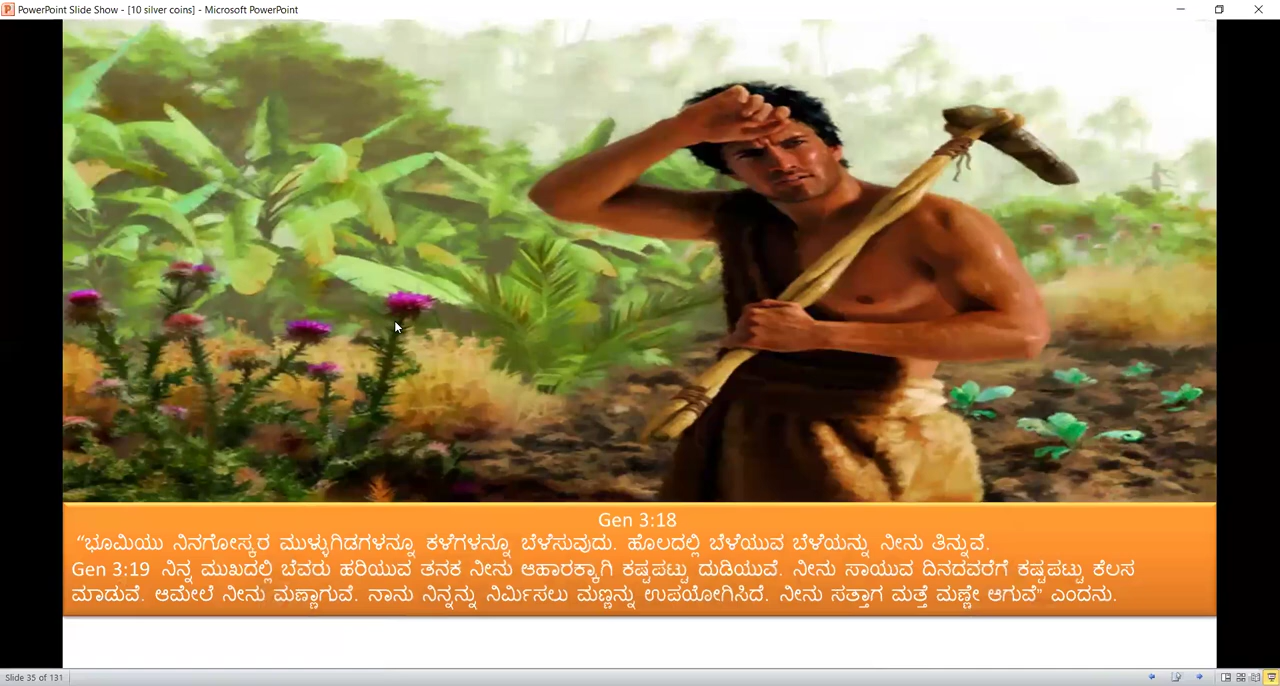 PowerPoint Slide Show - [10 silver coins] - Microsoft PowerPoint
Gen 3:18
“ಭೂಮಿಯು ನಿನಗೋಸ್ಕರ ಮುಳ್ಳುಗಿಡಗಳನ್ನೂ ಕಳೆಗಳನ್ನೂ ಬೆಳೆಸುವುದು. ಹೊಲದಲ್ಲಿ ಬೆಳೆಯುವ ಬೆಳೆಯನ್ನು ನೀನು ತಿನ್ನುವೆ.
Gen 3:19 ನಿನ್ನ ಮುಖದಲ್ಲಿ ಬೆವರು ಹರಿಯುವ ತನಕ ನೀನು ಆಹಾರಕ್ಕಾಗಿ ಕಷ್ಟಪಟ್ಟು ದುಡಿಯುವೆ. ನೀನು ಸಾಯುವ ದಿನದವರೆಗೆ ಕಷ್ಟಪಟ್ಟು ಕೆಲಸ
ಮಾಡುವೆ. ಆಮೇಲೆ ನೀನು ಮಣ್ಣಾಗುವೆ. ನಾನು ನಿನ್ನನ್ನು ನಿರ್ಮಿಸಲು ಮಣ್ಣನ್ನು ಉಪಯೋಗಿಸಿದೆ. ನೀನು ಸತ್ತಾಗ ಮತ್ತೆ ಮಣ್ಣೇ ಆಗುವೆ” ಎಂದನು.
Slide 35 of 131